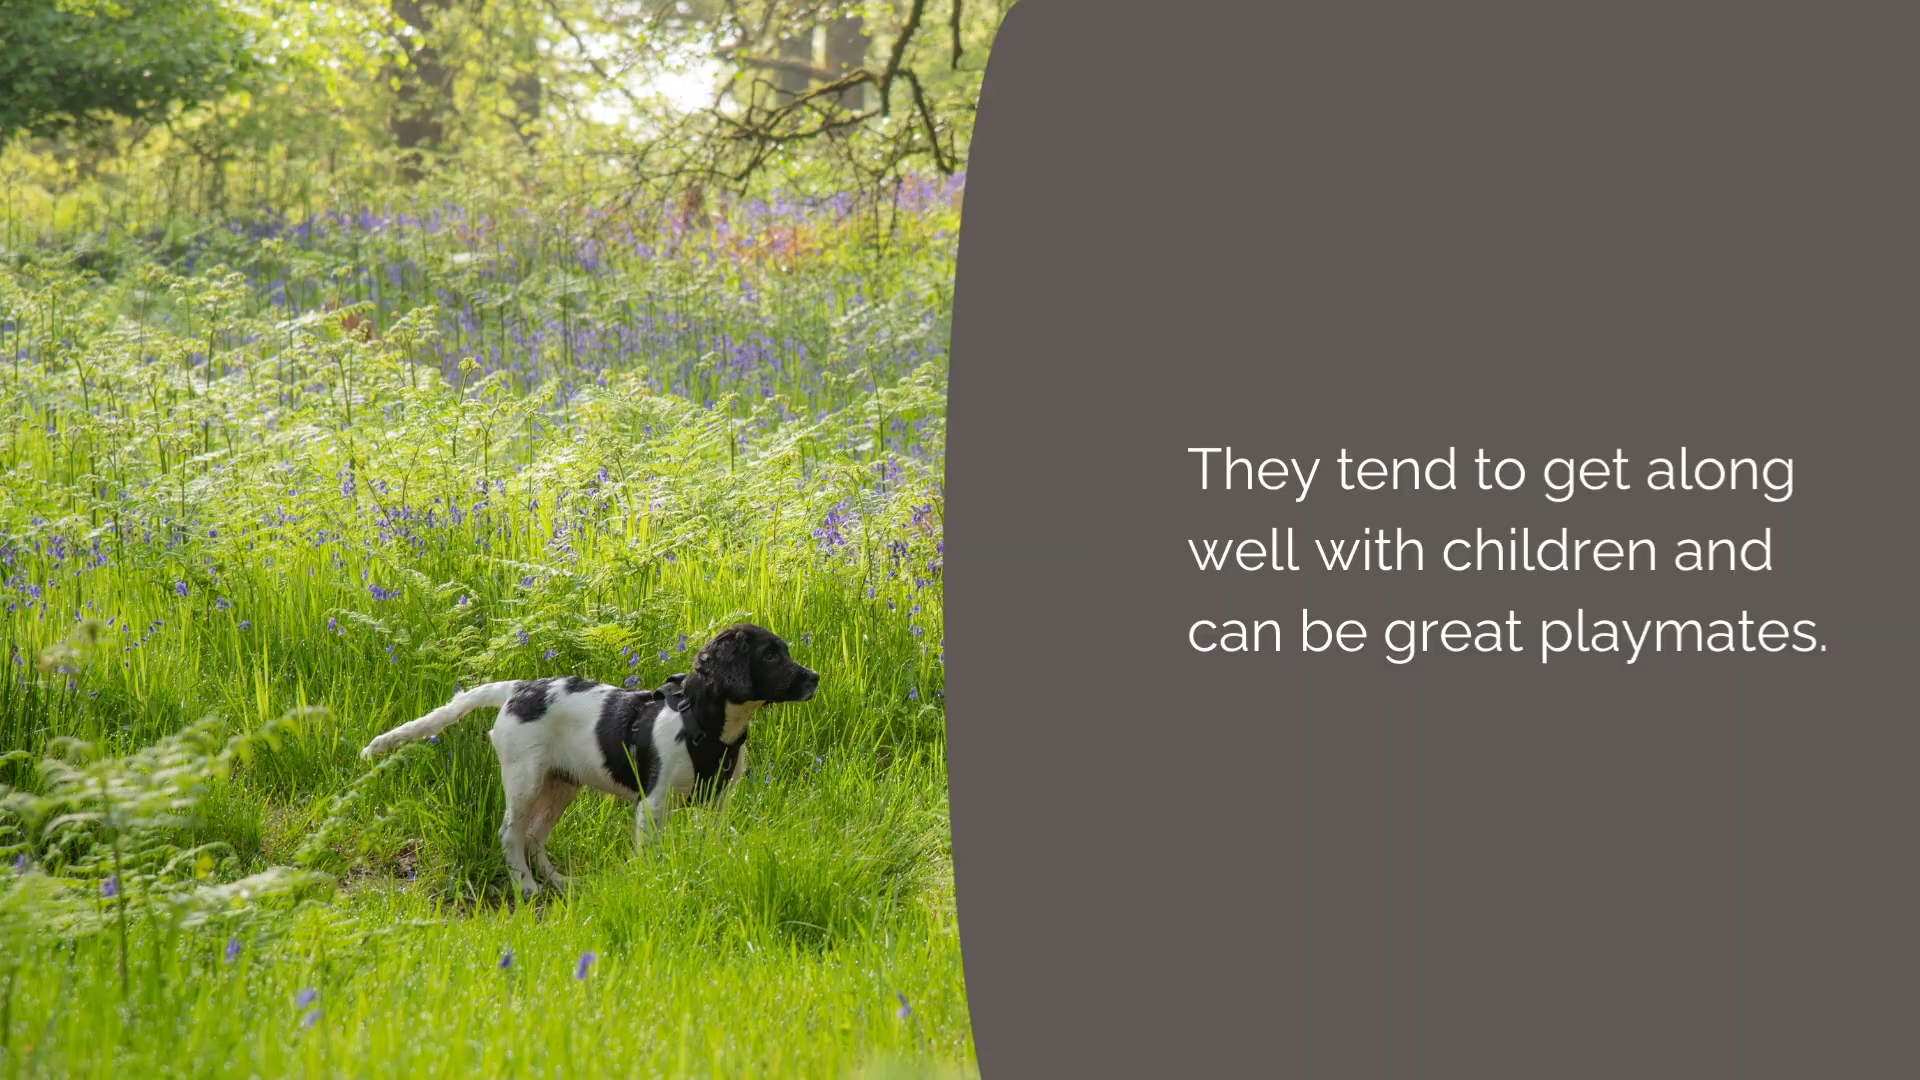 They tend to get along
well with children and
can be great playmates.